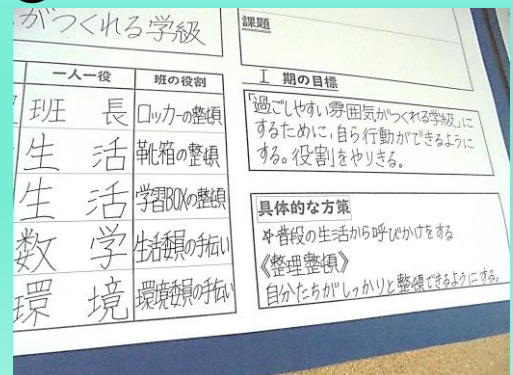 がつくれる学級
一人一役 班の役割
班長 ロッカーの整頓
生活 靴箱の整頓
生活 学習BOXの整頓
数学 生活委員の手伝い
環境 環境委員の手伝い
課題
I 期の目標
「過ごしやすい雰囲気がつくれる学級」に
するために、自ら行動ができるように
する。役割をやりきる。
具体的な方策
普段の生活から呼びかけをする
《整理整頓》
自分たちがしっかりと整頓できるようにする。